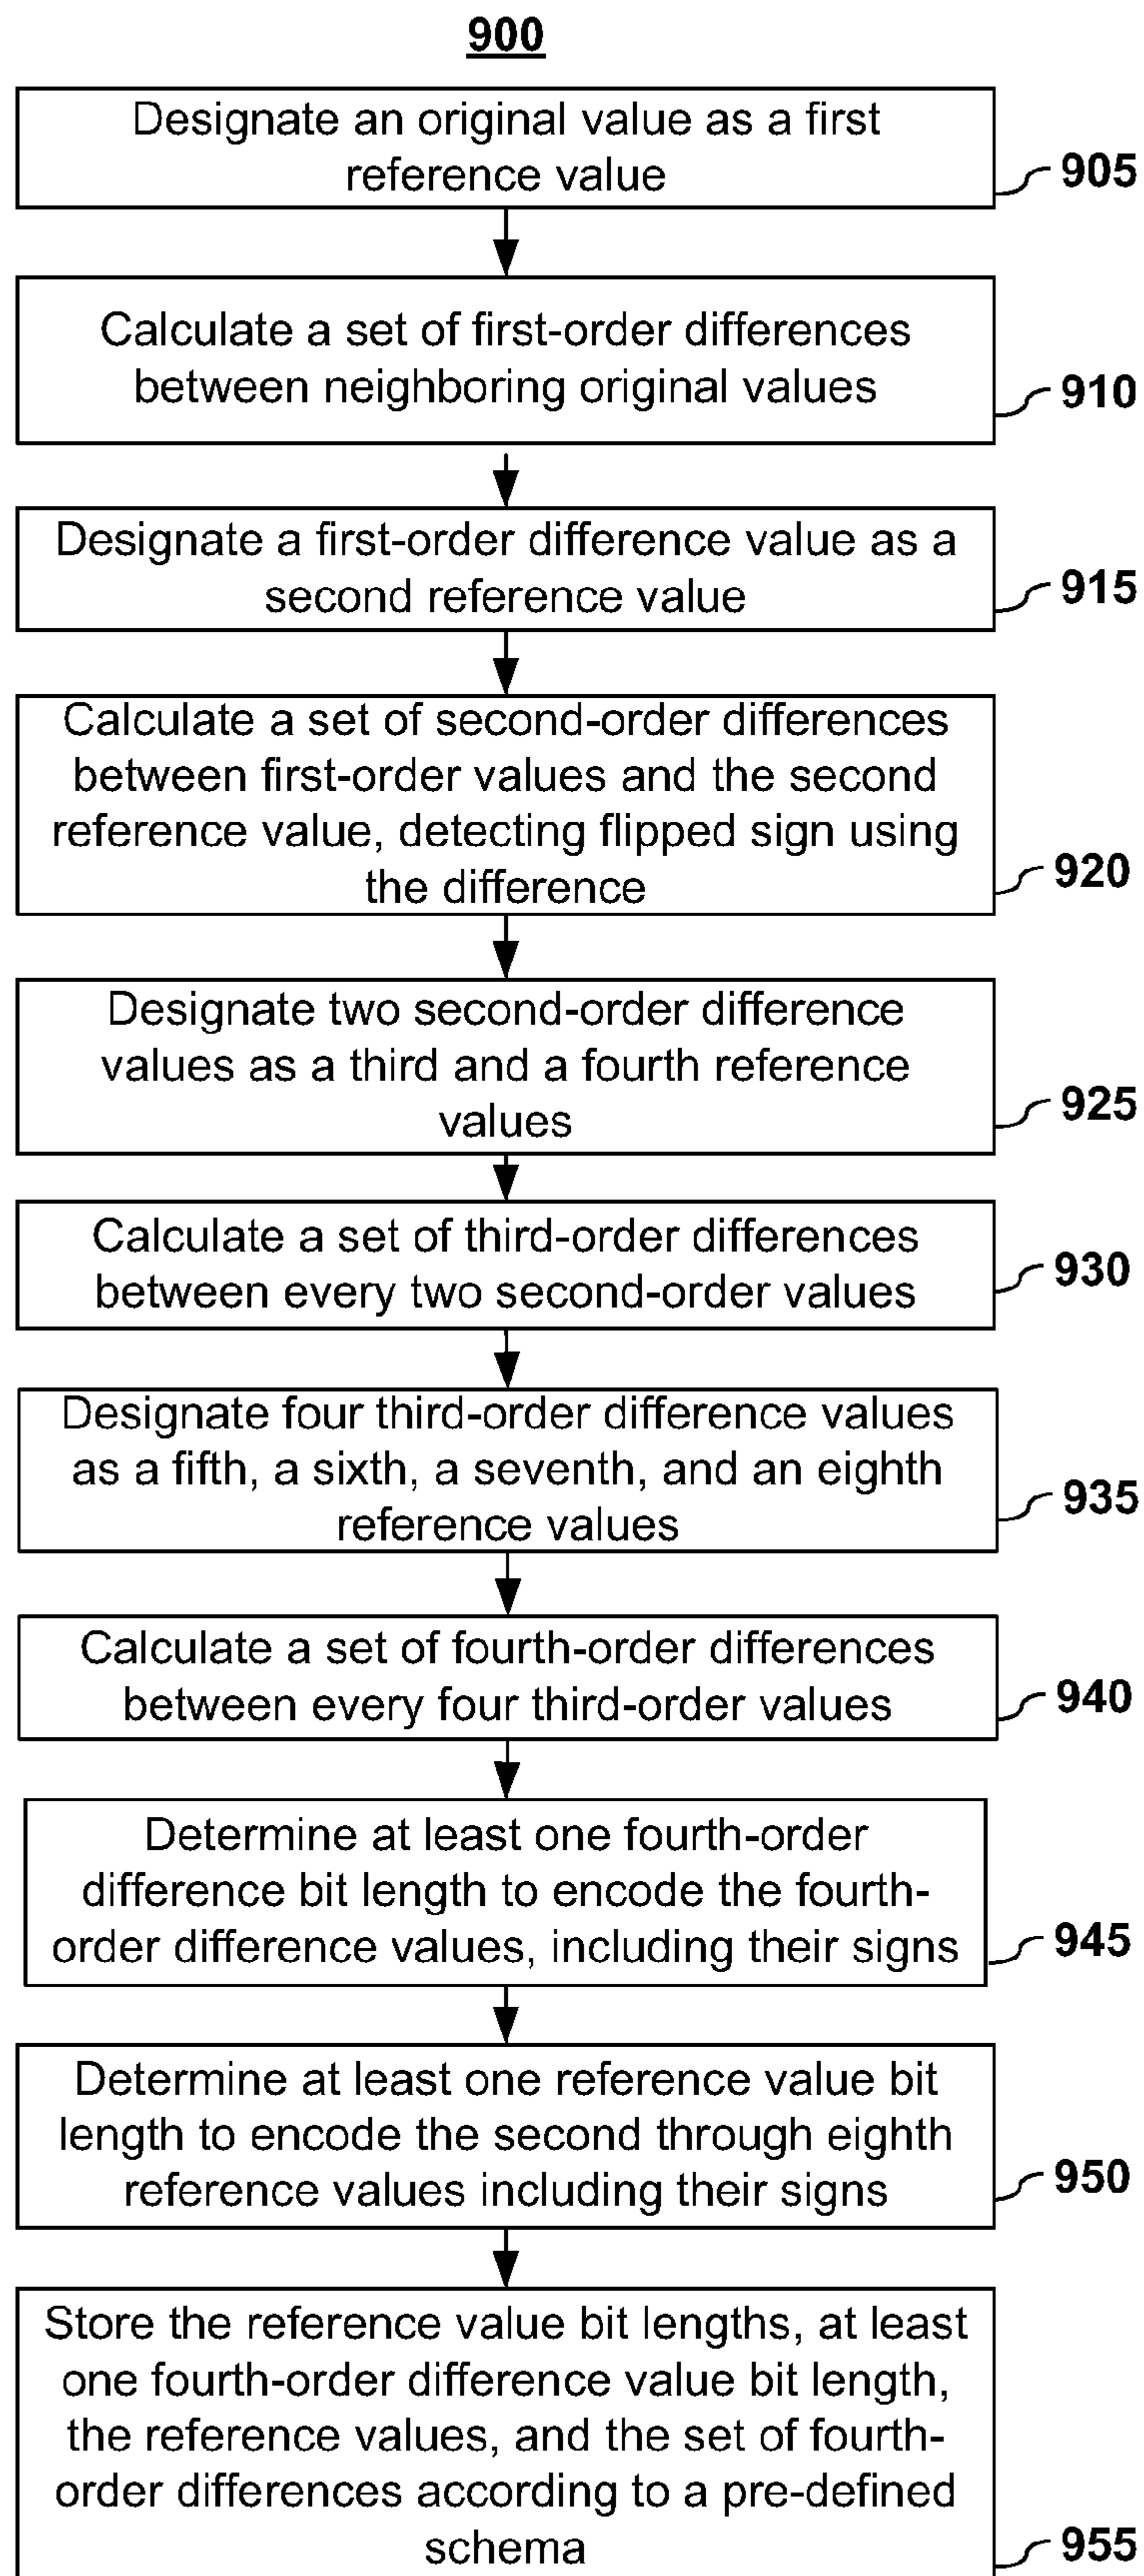 900
Designate an original value as a first
reference value
905
Calculate a set of first-order differences
between neighboring original values
910
Designate a first-order difference value as a
second reference value
915
Calculate a set of second-order differences
between first-order values and the second
reference value, detecting flipped sign using
the difference
920
Designate two second-order difference
values as a third and a fourth reference
values
925
Calculate a set of third-order differences
between every two second-order values
930
Designate four third-order difference values
as a fifth, a sixth, a seventh, and an eighth
reference values
935
Calculate a set of fourth-order differences
between every four third-order values
940
Determine at least one fourth-order
difference bit length to encode the fourth-
order difference values, including their signs
945
Determine at least one reference value bit
length to encode the second through eighth
reference values including their signs
950
Store the reference value bit lengths, at least
one fourth-order difference value bit length,
the reference values, and the set of fourth-
order differences according to a pre-defined
schema
955